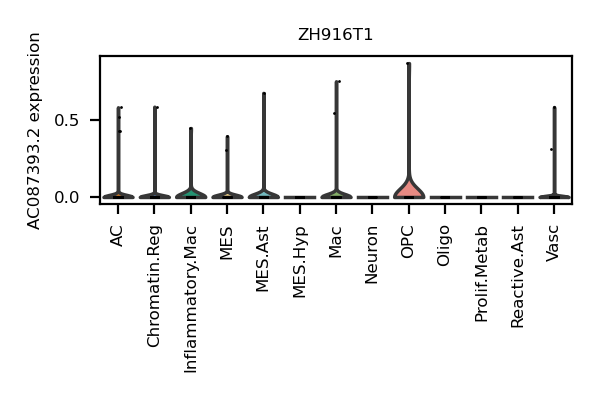 ZH916T1
AC087393.2 expression
0.5
0.0
AC
Chromatin.Reg
Inflammatory.Mac
MES
MES.Ast
MES.Hyp
Mac
Neuron
OPC
Oligo
Prolif.Metab
Reactive.Ast
Vasc